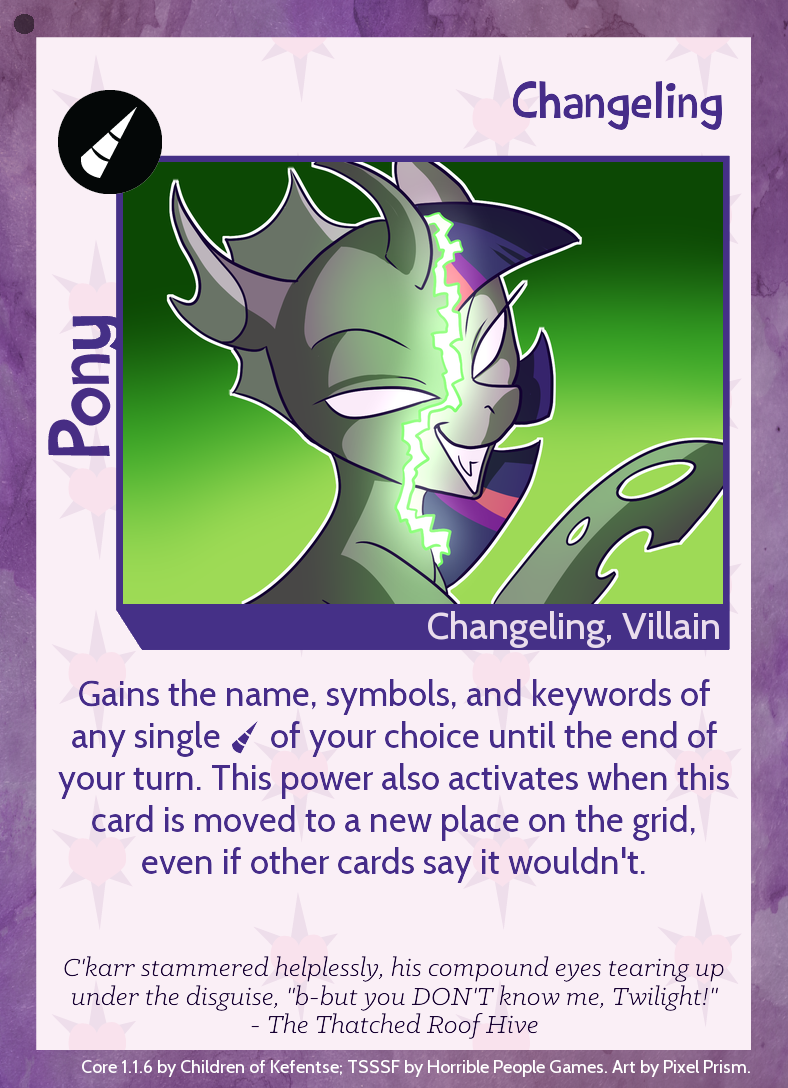 Changeling
Pony
Changeling, Villain
Gains the name, symbols, and keywords of
any single of your choice until the end of
your turn. This power also activates when this
card is moved to a new place on the grid,
even if other cards say it wouldn't.
C'karr stammered helplessly, his compound eyes tearing up
under the disguise, "b-but you DON'T know me, Twilight!"
- The Thatched Roof Hive
Core 1.1.6 by Children of Kefentse; TSSSF by Horrible People Games. Art by Pixel Prism.